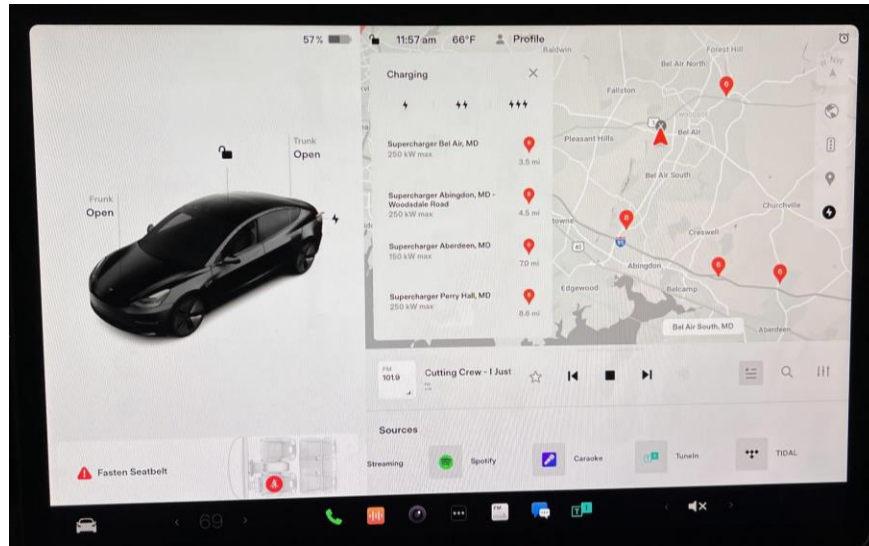 57%
11:57 am 66°F Profile
Trunk
Open
Frunk
Open
Fasten Seatbelt
Charging
Supercharger Bel Air, MD
250 kW max
3.5 mi
Supercharger Abingdon, MD -
Woodsdale Road
250 kW max
4.5 mi
Supercharger Aberdeen, MD
150 kW max
7.0 mi
Supercharger Perry Hall, MD
250 kW max
8.6 mi
Baldwin
Forest Hill
Bel Air North
NW
Fallston
Pleasant Hills
Bel Air
Bel Air South
Churchville
Creswell
Abingdon
Edgewood
Belcamp
Bel Air South, MD
Aberdeen
FM
101.9
Cutting Crew - I Just
Sources
Streaming
Spotify
Caraoke
TuneIn
TIDAL
69
FM